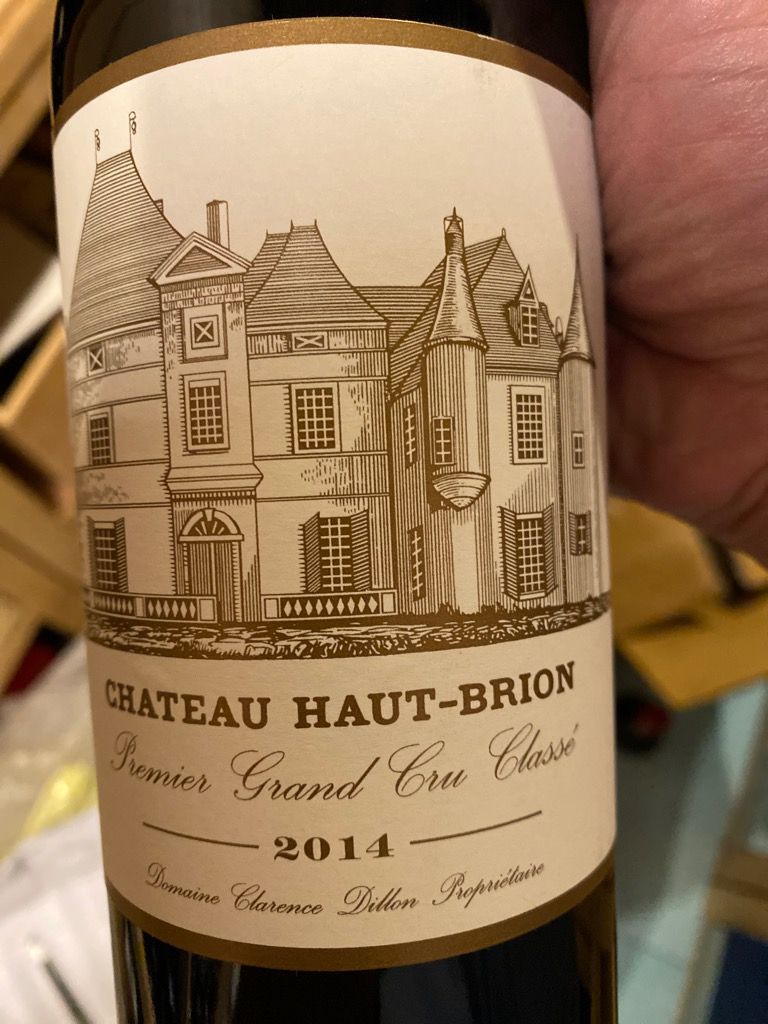 CHATEAU HAUT-BRION
Premier Grand Cru Classé
2014
Domaine Clarence Dillon Propriétaire